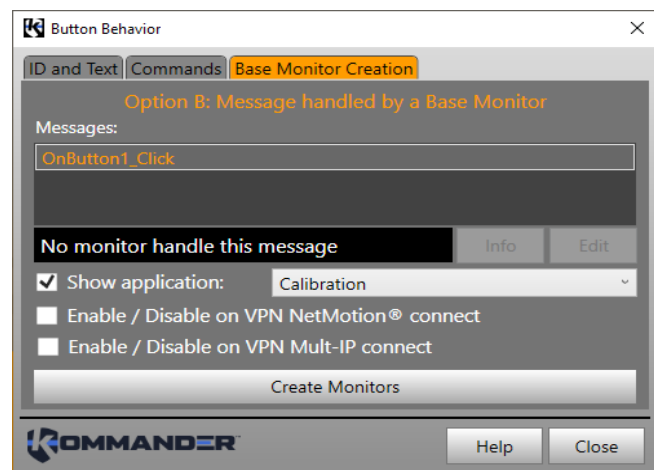 Button Behavior
ID and Text Commands Base Monitor Creation
Option B: Message handled by a Base Monitor
Messages:
OnButton1_Click
No monitor handle this message Info Edit
Show application: Calibration
Enable / Disable on VPN NetMotion® connect
Enable / Disable on VPN Mult-IP connect
Create Monitors
KOMMANDER Help Close